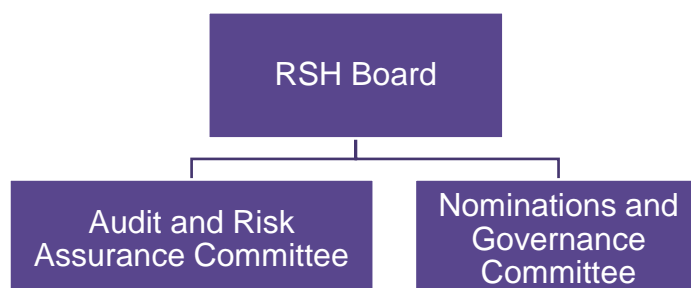 RSH Board
Audit and Risk
Assurance Committee
Nominations and
Governance
Committee